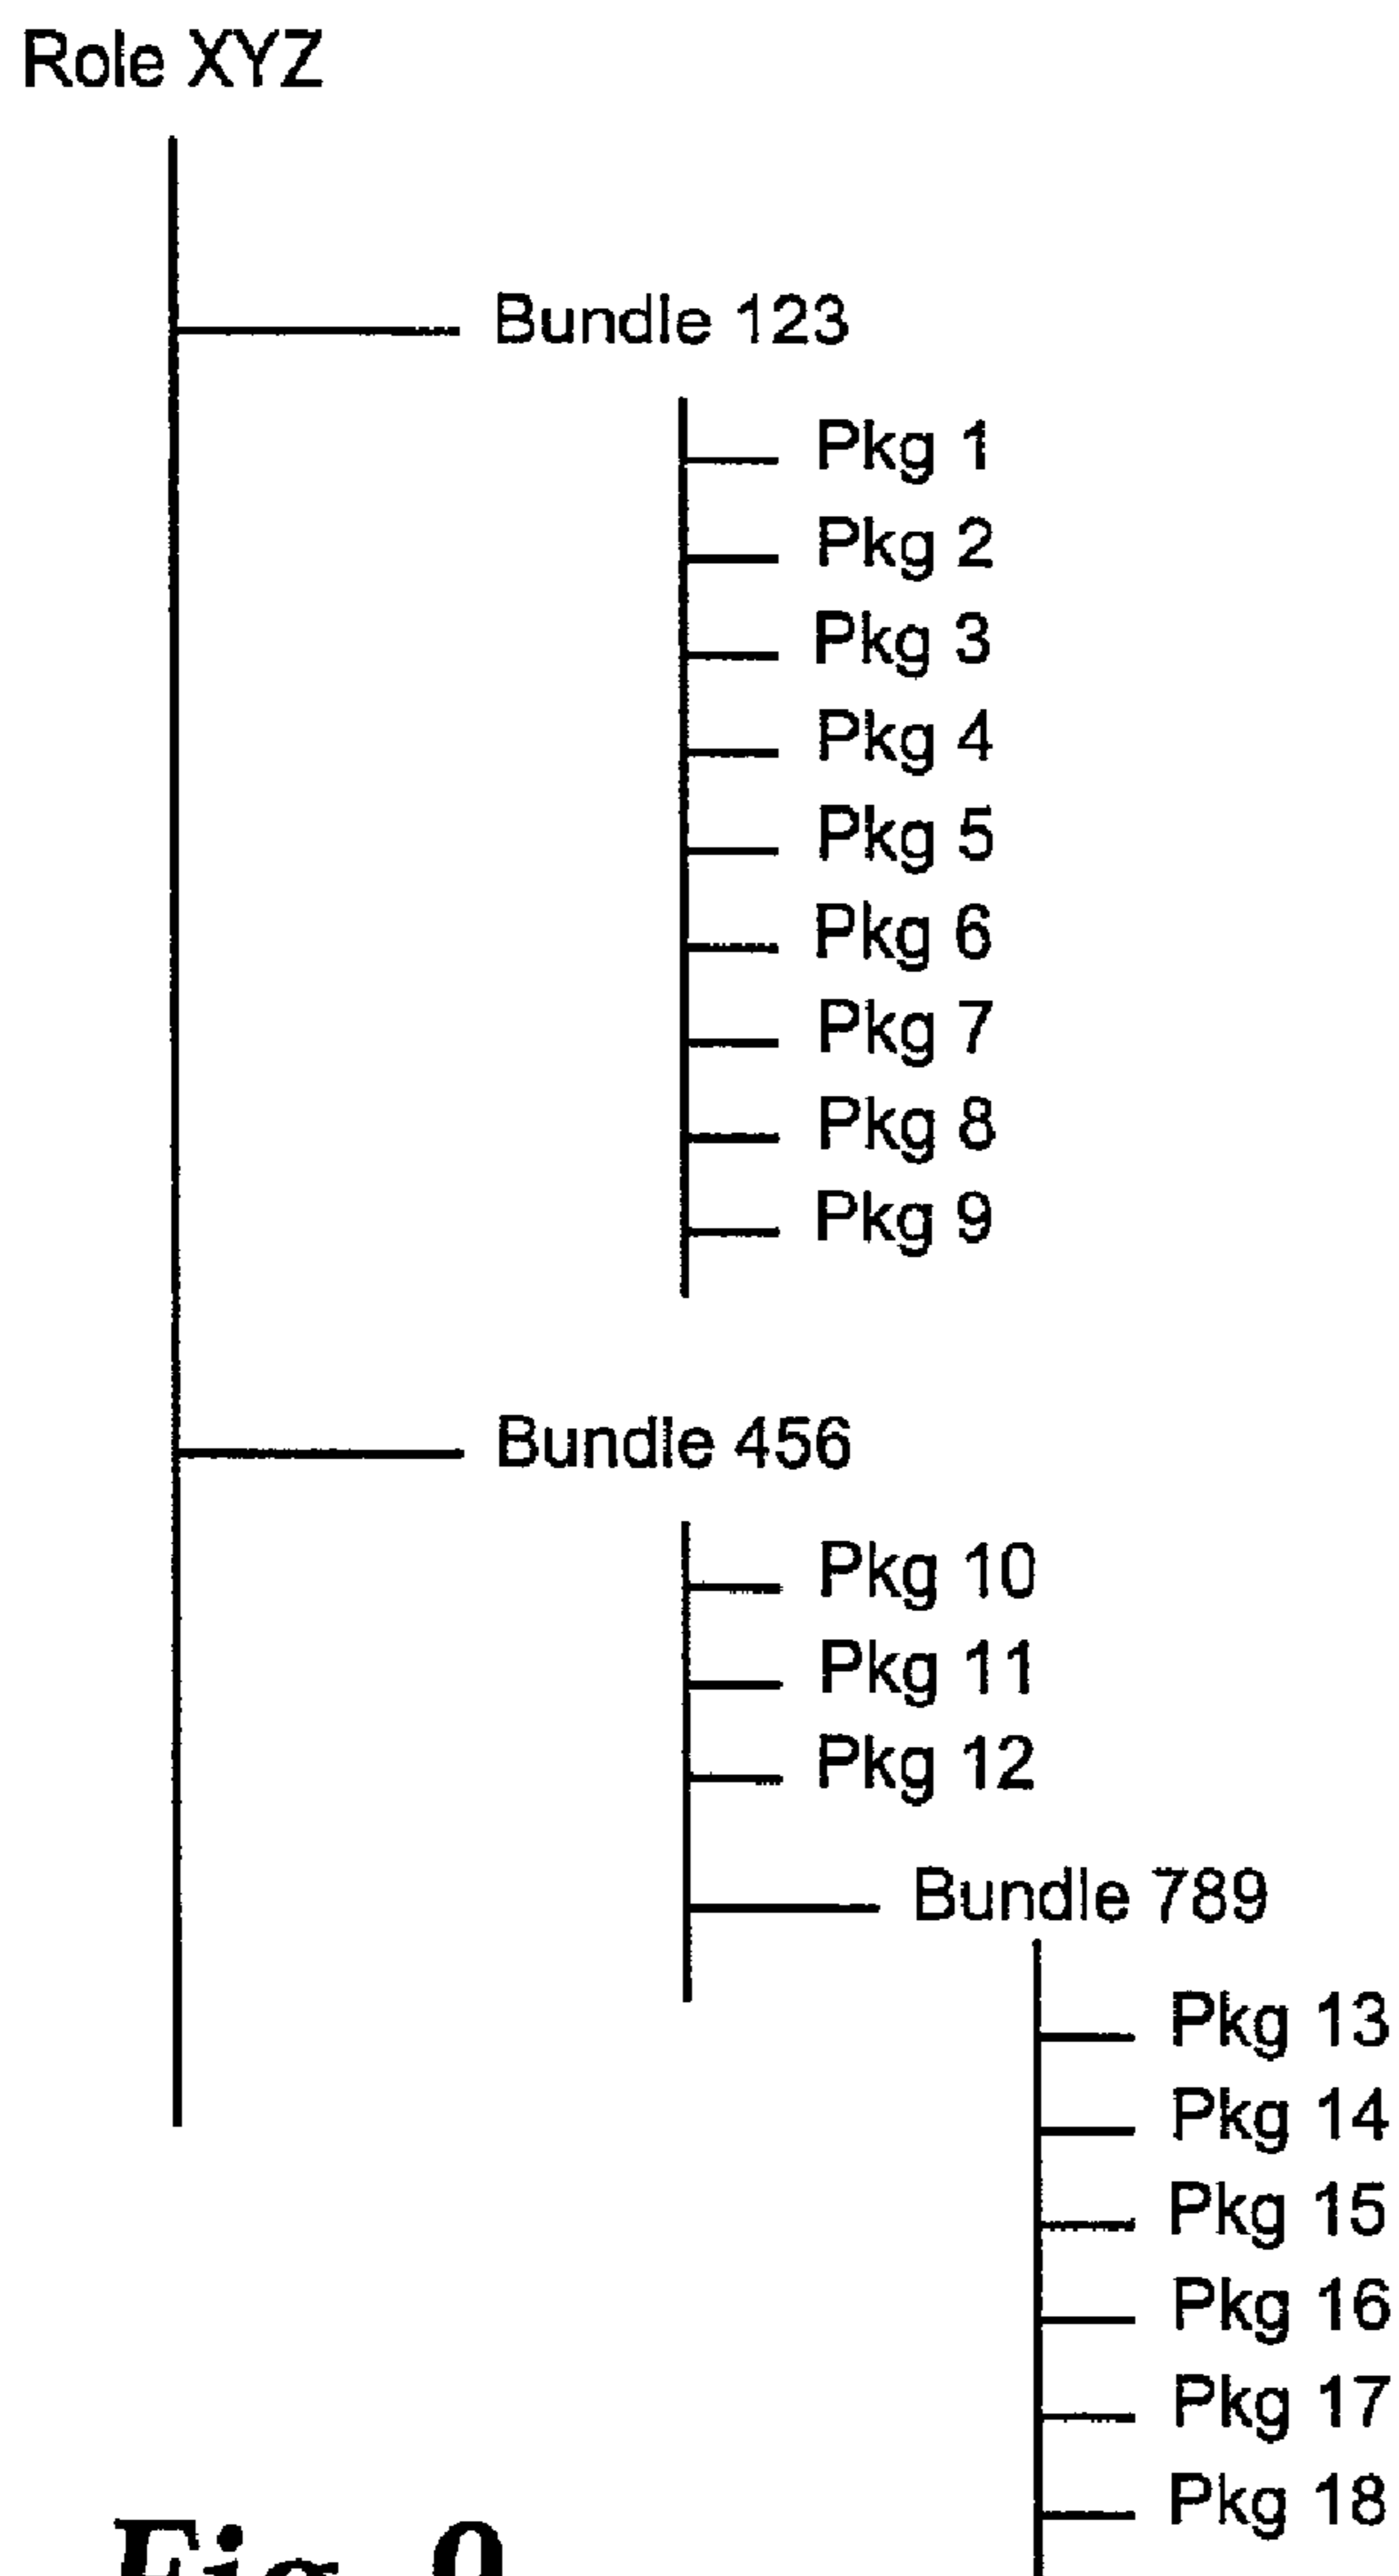 Role XYZ
Bundle 123
Pkg 1
Pkg 2
Pkg 3
Pkg 4
Pkg 5
Pkg 6
Pkg 7
Pkg 8
Pkg 9
Bundle 456
Pkg 10
Pkg 11
Pkg 12
Bundle 789
Pkg 13
Pkg 14
Pkg 15
Pkg 16
Pkg 17
Pkg 18
Fig